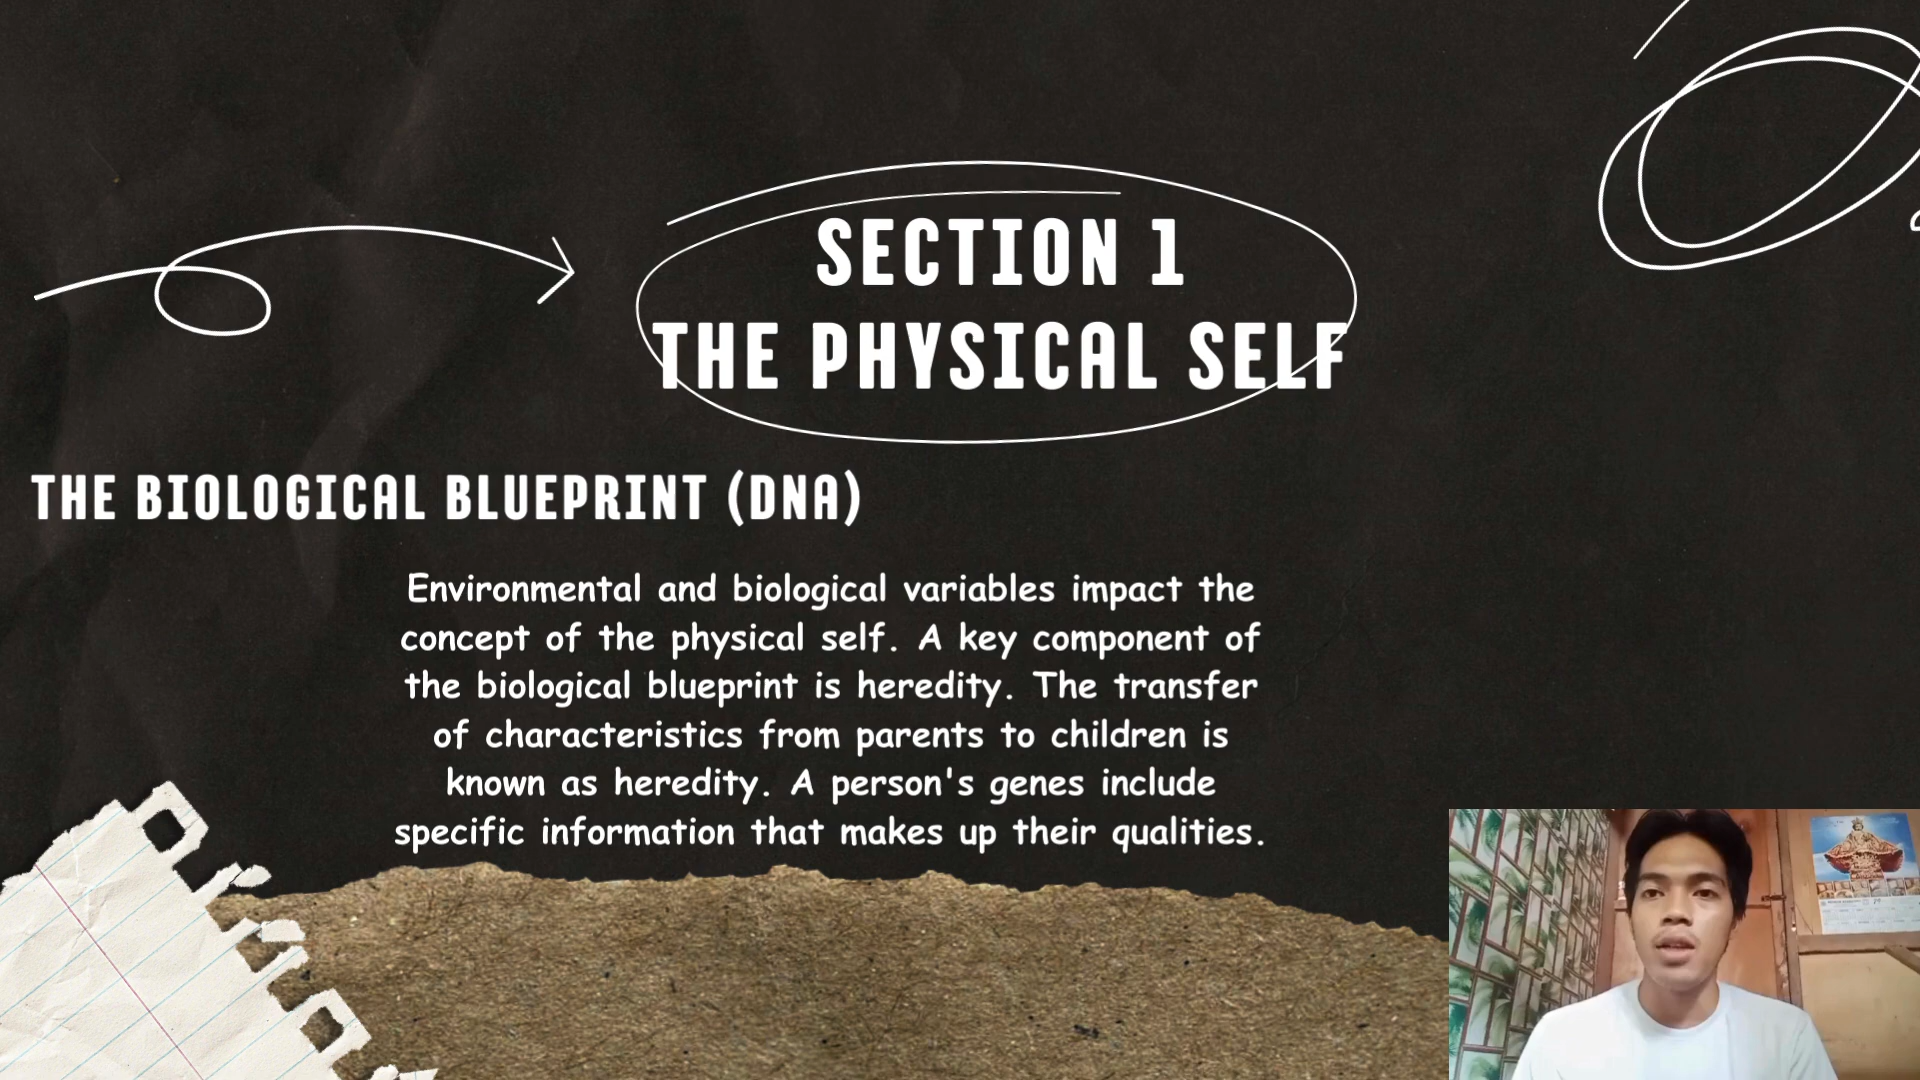 SECTION 1
THE PHYSICAL SELF
THE BIOLOGICAL BLUEPRINT (DNA)
Environmental and biological variables impact the
concept of the physical self. A key component of
the biological blueprint is heredity. The transfer
of characteristics from parents to children is
known as heredity. A person's genes include
specific information that makes up their qualities.